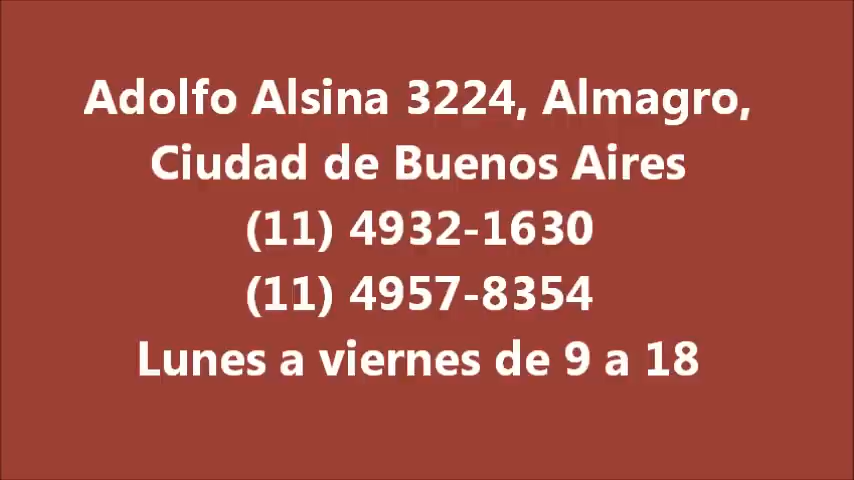 Adolfo Alsina 3224, Almagro,
Ciudad de Buenos Aires
(11) 4932-1630
(11) 4957-8354
Lunes a viernes de 9 a 18